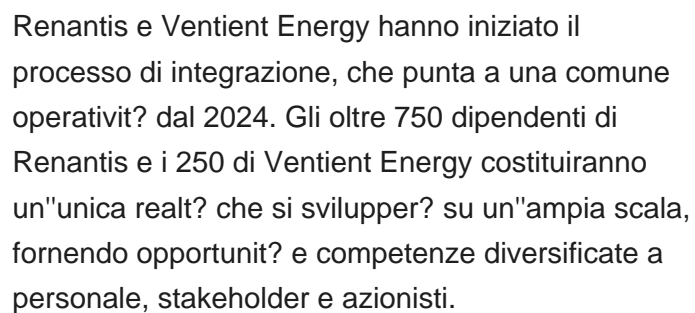 Renantis e Ventient Energy hanno iniziato il
processo di integrazione, che punta a una comune
operativit? dal 2024. Gli oltre 750 dipendenti di
Renantis e i 250 di Ventient Energy costituiranno
un"unica realt? che si svilupper? su un"ampia scala,
fornendo opportunit? e competenze diversificate a
personale, stakeholder e azionisti.